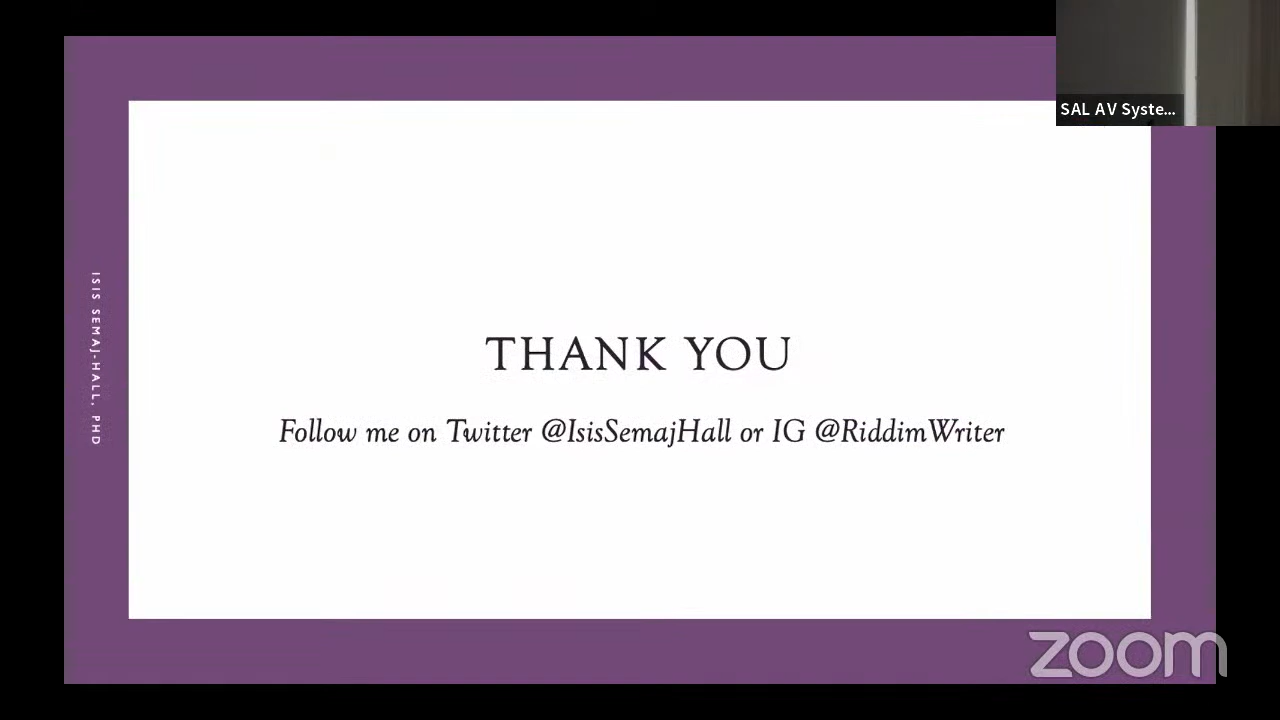 SAL AV Syste...
ISIS SEMAJ-HALL, PHD
THANK YOU
Follow me on Twitter @IsisSemajHall or IG @RiddimWriter
zoom